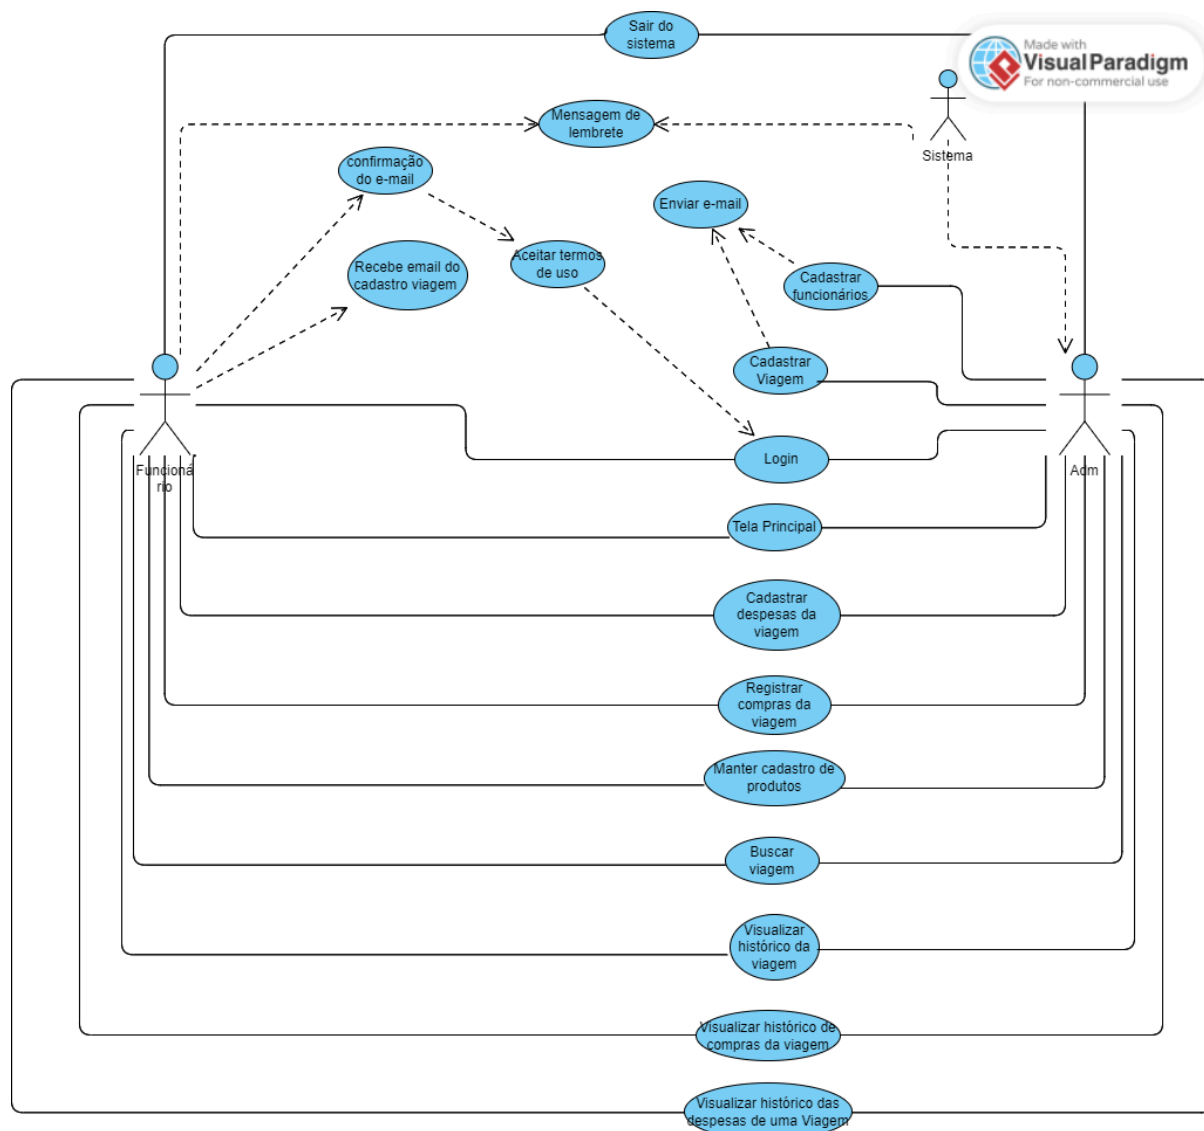 Sair do
sistema
Made with
Visual Paradigm
For non-commercial use
Mensagem de
lembrete
Sistema
confirmação
do e-mail
Enviar e-mail
Aceitar termos
de uso
Recebe email do
cadastro viagem
Cadastrar
funcionários
Cadastrar
Viagem
Login
Funcioná
rio
Adm
Tela Principal
Cadastrar
despesas da
viagem
Registrar
compras da
viagem
Manter cadastro de
produtos
Buscar
viagem
Visualizar
histórico da
viagem
Visualizar histórico de
compras da viagem
Visualizar histórico das
despesas de uma Viagem